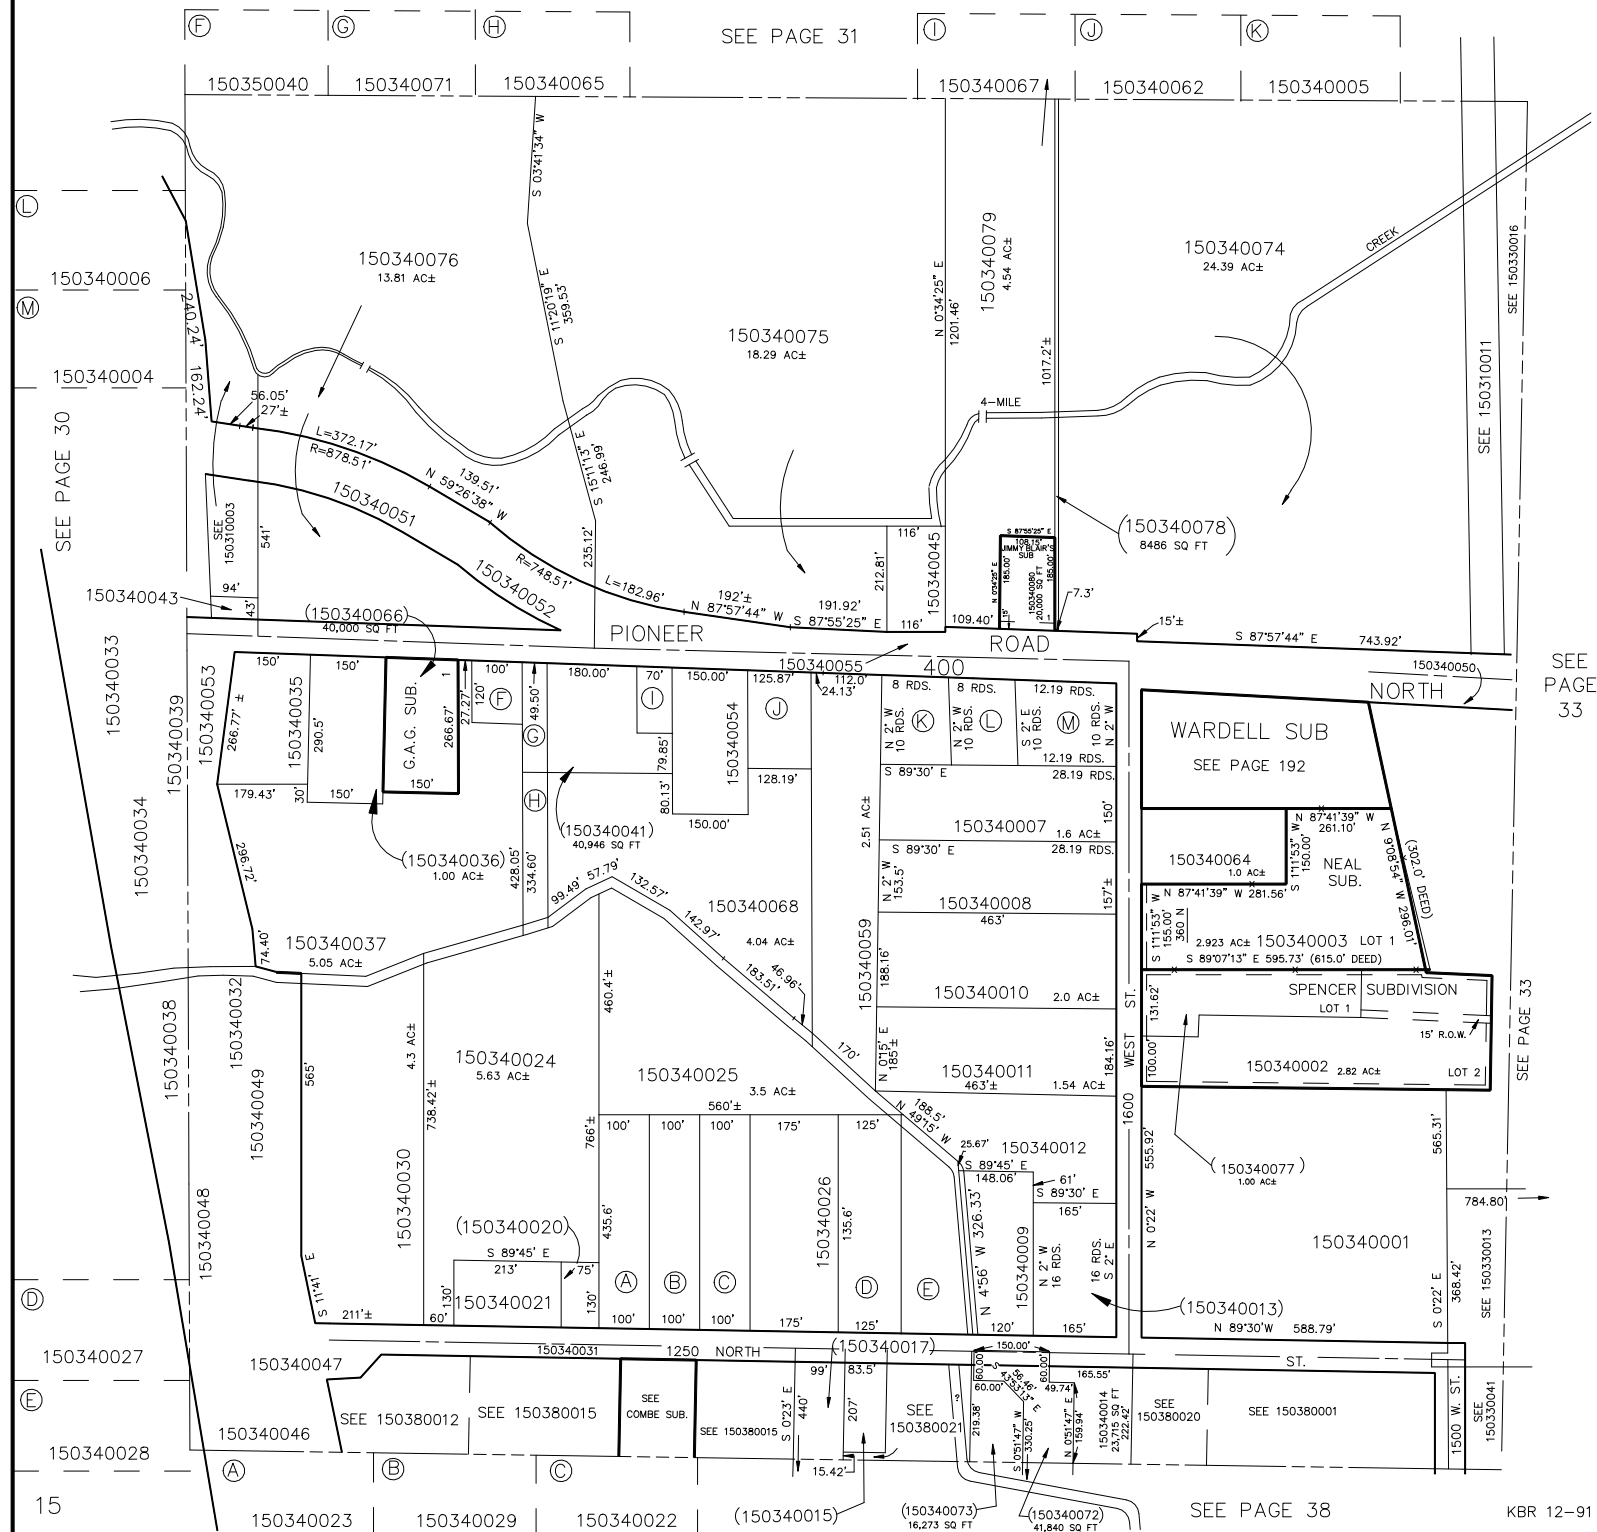 Ⓕ
Ⓖ
Ⓗ
SEE PAGE 31
Ⓘ
Ⓙ
Ⓚ
150350040
150340071
150340065
150340067
150340062
150340005
Ⓛ
150340006
Ⓜ
150340004
SEE PAGE 30
S 03°41'34" W
150340076
13.81 AC±
S 11°20'19" E
359.53'
150340075
18.29 AC±
N 0°34'25" E
1201.46'
150340079
4.54 AC±
1017.2'±
150340074
24.39 AC±
CREEK
4-MILE
SEE 150330016
SEE 150310011
240.24'
162.24'
56.05'
27'±
L=372.17'
R=878.51'
139.51'
N 59°26'38" W
S 15°11'13" E
246.99'
235.12'
R=748.51'
L=182.96'
192'±
N 87°57'44" W
191.92'
S 87°55'25" E
212.81'
116'
116'
150340045
109.40'
S 87°55'25" E
108.15'
JIMMY BLAIR'S
SUB
N 0°34'25" E
185.00'
150340080
20,000 SQ FT
185.00'
15'
1
(150340078)
8486 SQ FT
7.3'
15'±
S 87°57'44" E
743.92'
SEE
150310003
541'
94'
43'
150340043
150340051
150340052
(150340066)
40,000 SQ FT
PIONEER
ROAD
150340055
400
NORTH
150340050
SEE
PAGE
33
150340033
150340039
150340053
150340034
266.77' ±
150'
150340035
290.5'
150'
G.A.G. SUB.
1
266.67'
150'
27.27'
100'
120'
Ⓕ
49.50'
Ⓖ
Ⓗ
180.00'
70'
Ⓘ
79.85'
80.13'
150.00'
150340054
150.00'
125.87'
Ⓙ
128.19'
112.0'
24.13'
8 RDS.
8 RDS.
12.19 RDS.
N 2° W
10 RDS.
Ⓚ
N 2° W
10 RDS.
Ⓛ
S 2° E
10 RDS.
Ⓜ
10 RDS.
N 2° W
12.19 RDS.
S 89°30' E
28.19 RDS.
179.43'
30'
150'
(150340036)
1.00 AC±
296.72'
74.40'
150340037
5.05 AC±
428.05'
334.60'
(150340041)
40,946 SQ FT
99.49'
57.79'
132.57'
142.97'
183.51'
46.96'
170'
150340068
4.04 AC±
2.51 AC±
150340059
150340007
1.6 AC±
150'
S 89°30' E
28.19 RDS.
N 2° W
153.5'
150340008
157'±
463'
188.16'
150340010
2.0 AC±
N 0°15' E
185'±
150340011
184.16'
463'±
1.54 AC±
WARDELL SUB
SEE PAGE 192
N 87°41'39" W
261.10'
150340064
1.0 AC±
S 1°11'53" W
150.00'
NEAL
SUB.
N 9°08'54" W 296.01'
(302.0' DEED)
N 87°41'39" W 281.56'
S 1°11'53" W
155.00'
360 N
2.923 AC±
150340003
LOT 1
S 89°07'13" E 595.73' (615.0' DEED)
SPENCER SUBDIVISION
LOT 1
131.62'
100.00'
15' R.O.W.
150340002
2.82 AC±
LOT 2
SEE PAGE 33
1600
WEST
ST.
150340038
150340032
150340049
150340048
565'
4.3 AC±
738.42'±
150340030
150340024
5.63 AC±
460.4'±
766'±
150340025
3.5 AC±
560'±
100'
100'
100'
175'
125'
N 49°15' W
188.5'
25.67'
150340012
S 89°45' E
148.06'
61'
S 89°30' E
165'
N 4°56' W 326.33'
150340009
N 2° W
16 RDS.
16 RDS.
S 2° E
120'
165'
(150340013)
435.6'
Ⓐ
Ⓑ
Ⓒ
150340026
135.6'
Ⓓ
Ⓔ
100'
100'
100'
175'
125'
(150340020)
S 89°45' E
213'
75'
130'
150340021
130'
S 11°41' E
211'±
60'
555.92'
N 0°22' W
(150340077)
1.00 AC±
565.31'
784.80'
150340001
S 0°22' E
368.42'
SEE 150330013
N 89°30'W
588.79'
Ⓓ
150340027
Ⓔ
150340028
15
150340047
150340046
150340031
1250
NORTH
ST.
(150340017)
SEE 150380012
SEE 150380015
SEE
COMBE SUB.
SEE 150380015
S 0°23' E
440'
99'
83.5'
207'
15.42'
SEE
150380021
?
150.00'
60.00'
60.00'
60.00'
56.46'
S 43°53'13" E
49.74'
165.55'
219.38'
S 0°51'47" W
330.25'
N 0°51'47" E
159.94'
150340014
23,715 SQ FT
222.42'
SEE
150380020
SEE 150380001
1500 W. ST.
SEE
150330041
Ⓐ
Ⓑ
Ⓒ
150340023
150340029
150340022
(150340015)
(150340073)
16,273 SQ FT
(150340072)
41,840 SQ FT
SEE PAGE 38
KBR 12-91